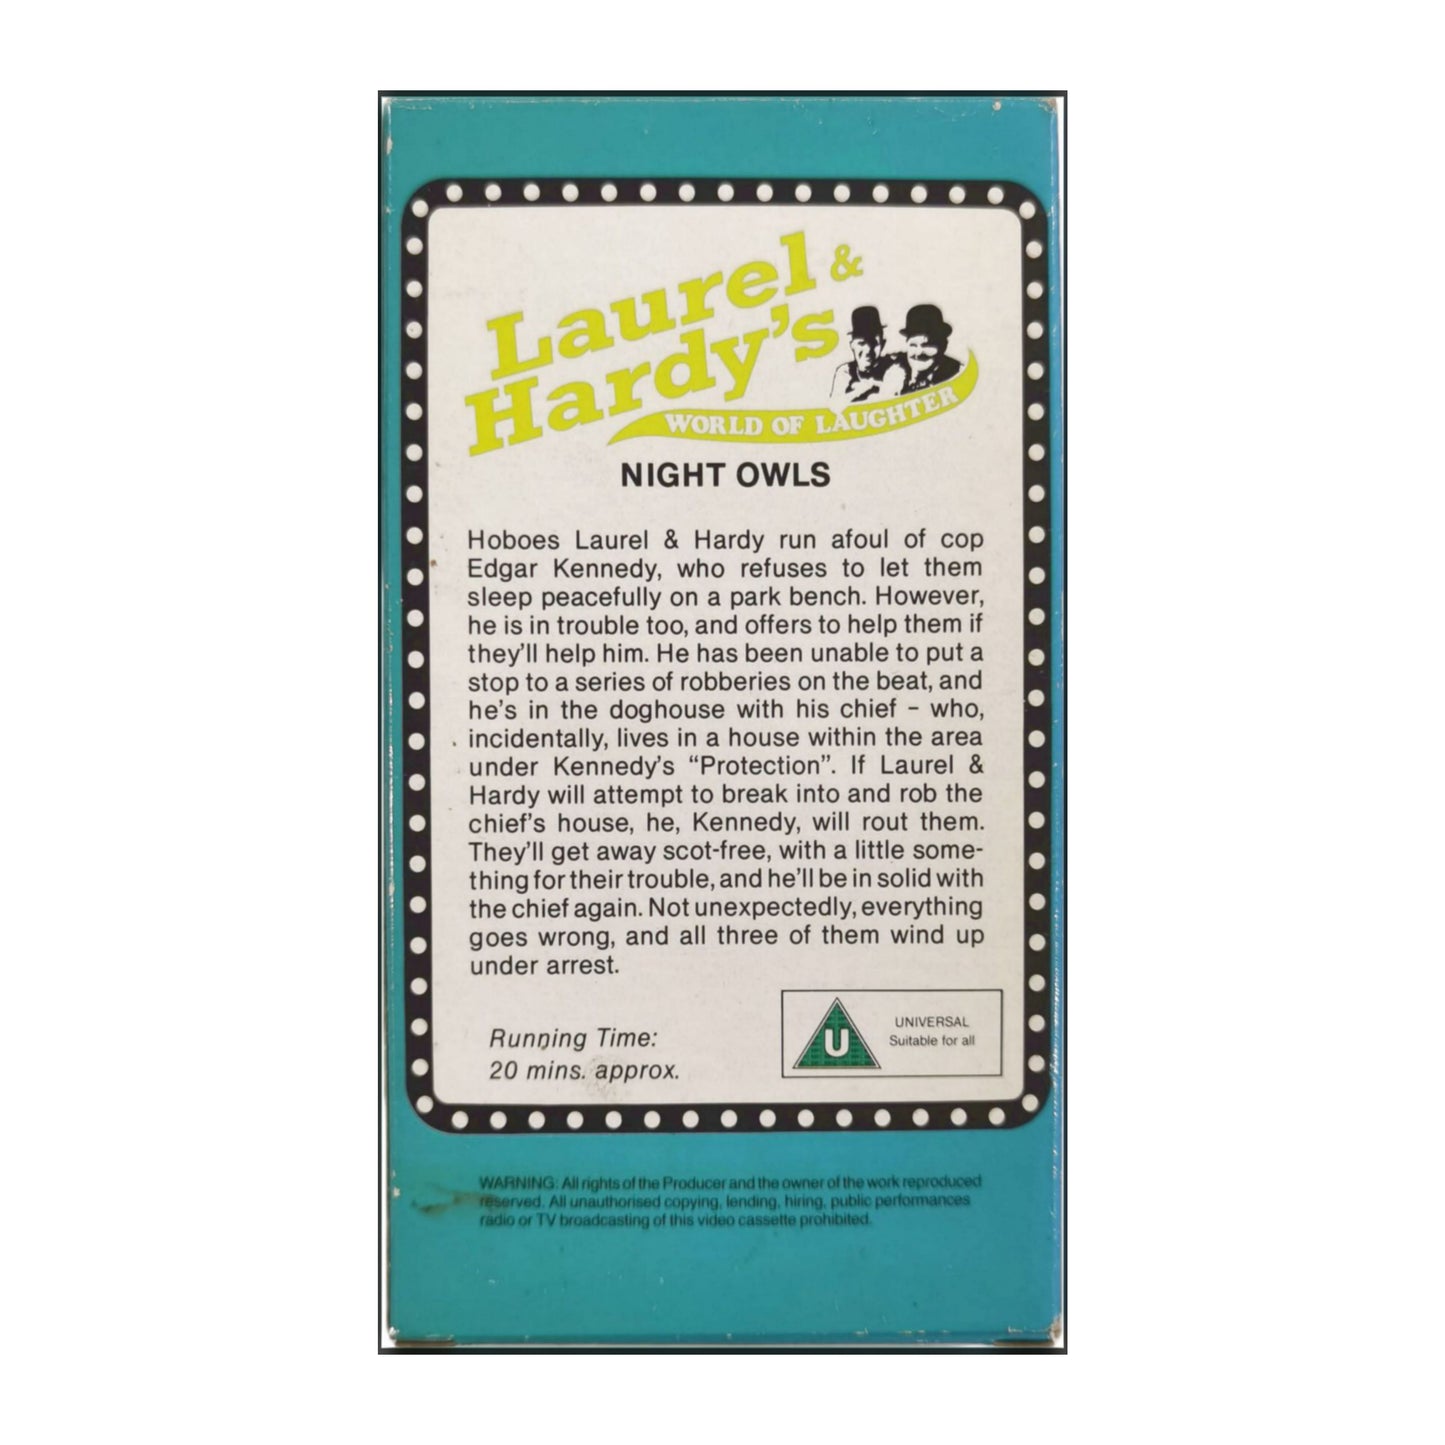 Laurel &
Hardy's
WORLD OF LAUGHTER
NIGHT OWLS
Hoboes Laurel & Hardy run afoul of cop
Edgar Kennedy, who refuses to let them
sleep peacefully on a park bench. However,
he is in trouble too, and offers to help them if
they'll help him. He has been unable to put a
stop to a series of robberies on the beat, and
he's in the doghouse with his chief – who,
incidentally, lives in a house within the area
under Kennedy's “Protection”. If Laurel &
Hardy will attempt to break into and rob the
chief's house, he, Kennedy, will rout them.
They'll get away scot-free, with a little some-
thing for their trouble, and he'll be in solid with
the chief again. Not unexpectedly, everything
goes wrong, and all three of them wind up
under arrest.
Running Time:
20 mins. approx.
U
UNIVERSAL
Suitable for all
WARNING: All rights of the Producer and the owner of the work reproduced
reserved. All unauthorised copying, lending, hiring, public performances
radio or TV broadcasting of this video cassette prohibited.